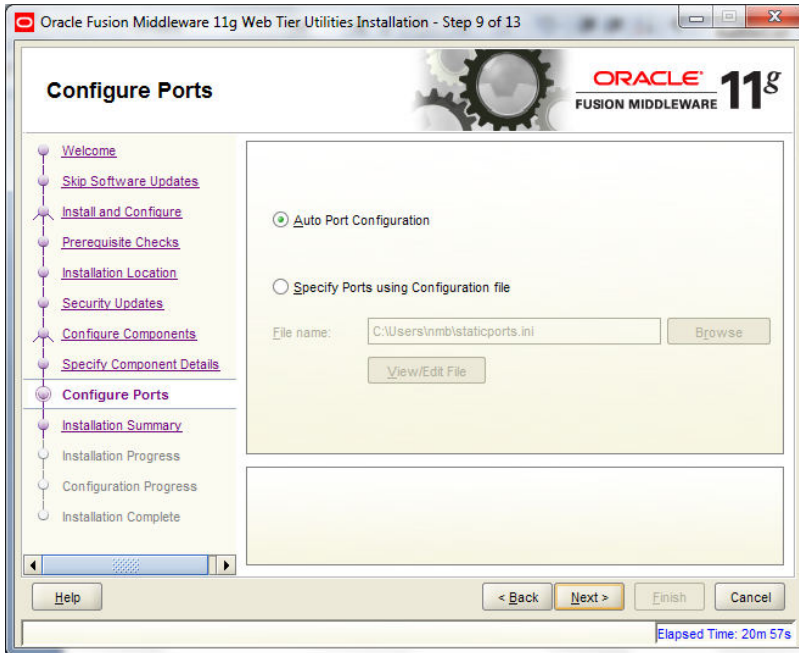 Oracle Fusion Middleware 11g Web Tier Utilities Installation - Step 9 of 13
Configure Ports
ORACLE
FUSION MIDDLEWARE 11g
Welcome
Skip Software Updates
Install and Configure
Prerequisite Checks
Installation Location
Security Updates
Configure Components
Specify Component Details
Configure Ports
Installation Summary
Installation Progress
Configuration Progress
Installation Complete
Auto Port Configuration
Specify Ports using Configuration file
File name: C:\Users\nmb\staticports.ini Browse
View/Edit File
Help < Back Next > Finish Cancel
Elapsed Time: 20m 57s